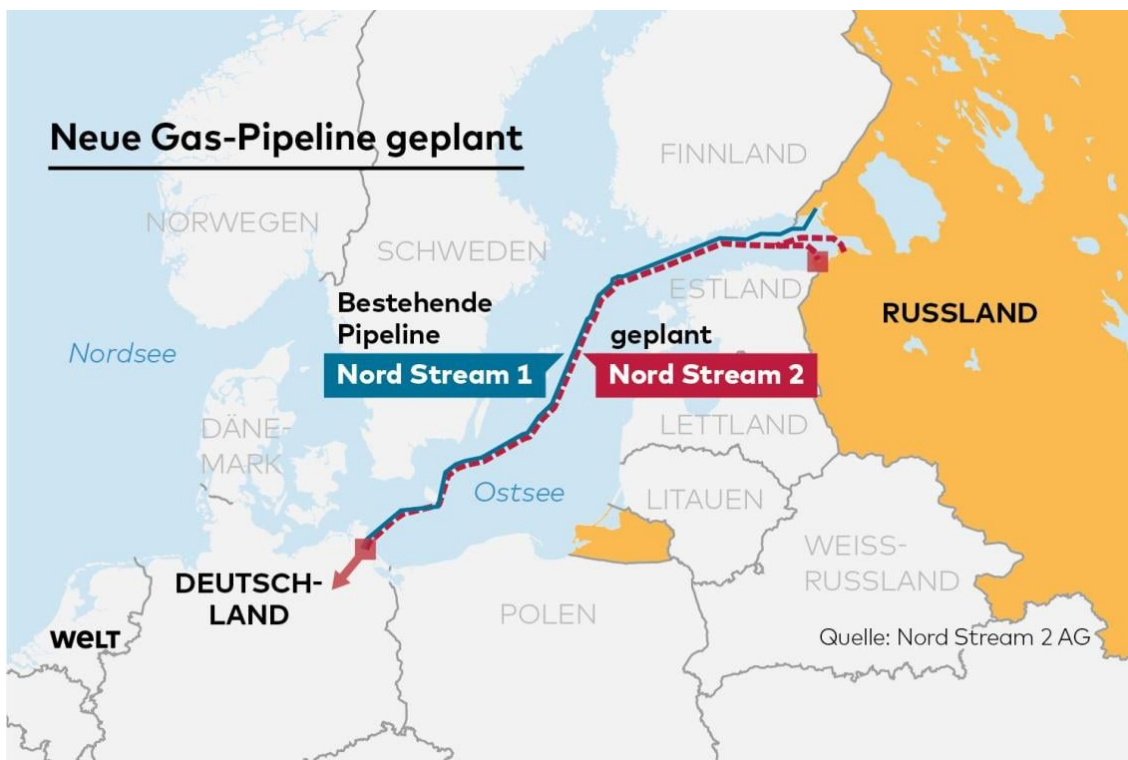 Neue Gas-Pipeline geplant
FINNLAND
NORWEGEN
SCHWEDEN
ESTLAND
Bestehende
Pipeline
Nord Stream 1
geplant
Nord Stream 2
RUSSLAND
Nordsee
DÄNE-
MARK
LETTLAND
Ostsee
LITAUEN
WEISS-
RUSSLAND
DEUTSCH-
LAND
POLEN
WELT
Quelle: Nord Stream 2 AG